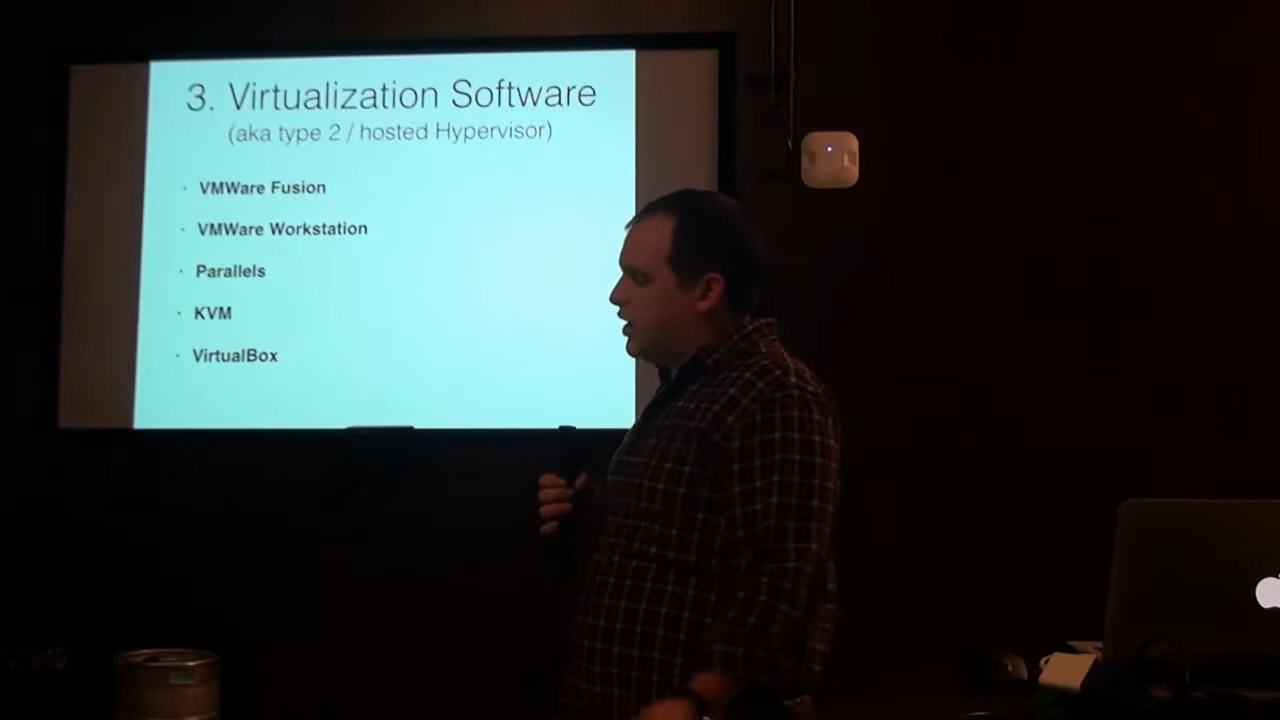 3. Virtualization Software
(aka type 2 / hosted Hypervisor)
· VMWare Fusion
· VMWare Workstation
· Parallels
· KVM
· VirtualBox